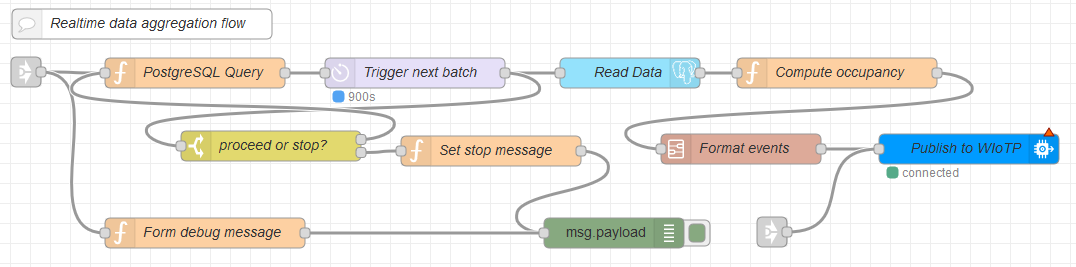 Realtime data aggregation flow
PostgreSQL Query
Trigger next batch
Read Data
Compute occupancy
900s
proceed or stop?
Set stop message
Format events
Publish to WIoTP
connected
Form debug message
msg.payload